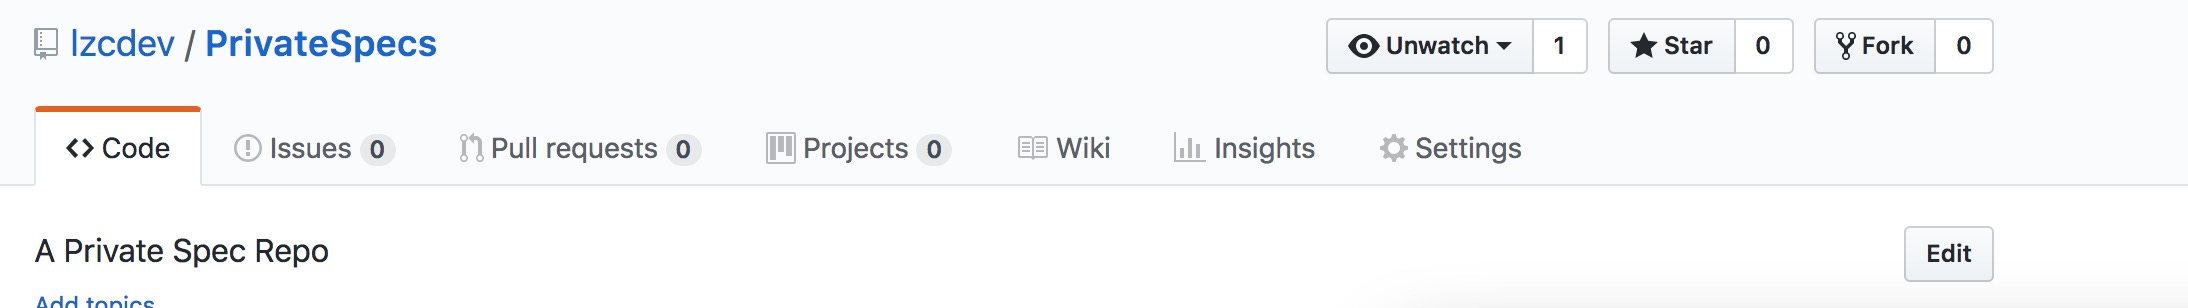 lzcdev / PrivateSpecs
Unwatch 1 Star 0 Fork 0
Code Issues 0 Pull requests 0 Projects 0 Wiki Insights Settings
A Private Spec Repo
Edit
Add topics